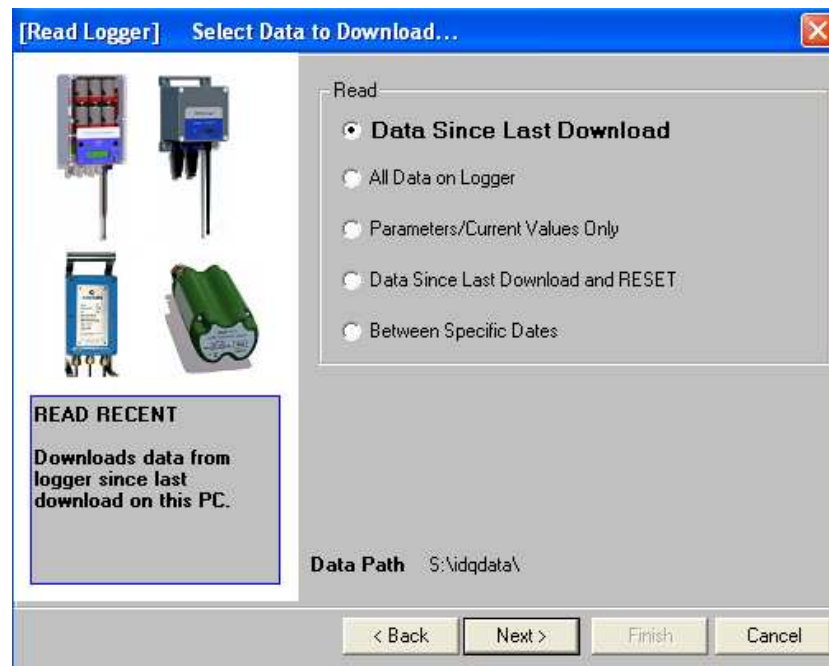 [Read Logger] Select Data to Download...
Read
Data Since Last Download
All Data on Logger
Parameters/Current Values Only
Data Since Last Download and RESET
Between Specific Dates
READ RECENT
Downloads data from
logger since last
download on this PC.
Data Path S:\idqdata\
< Back Next > Finish Cancel